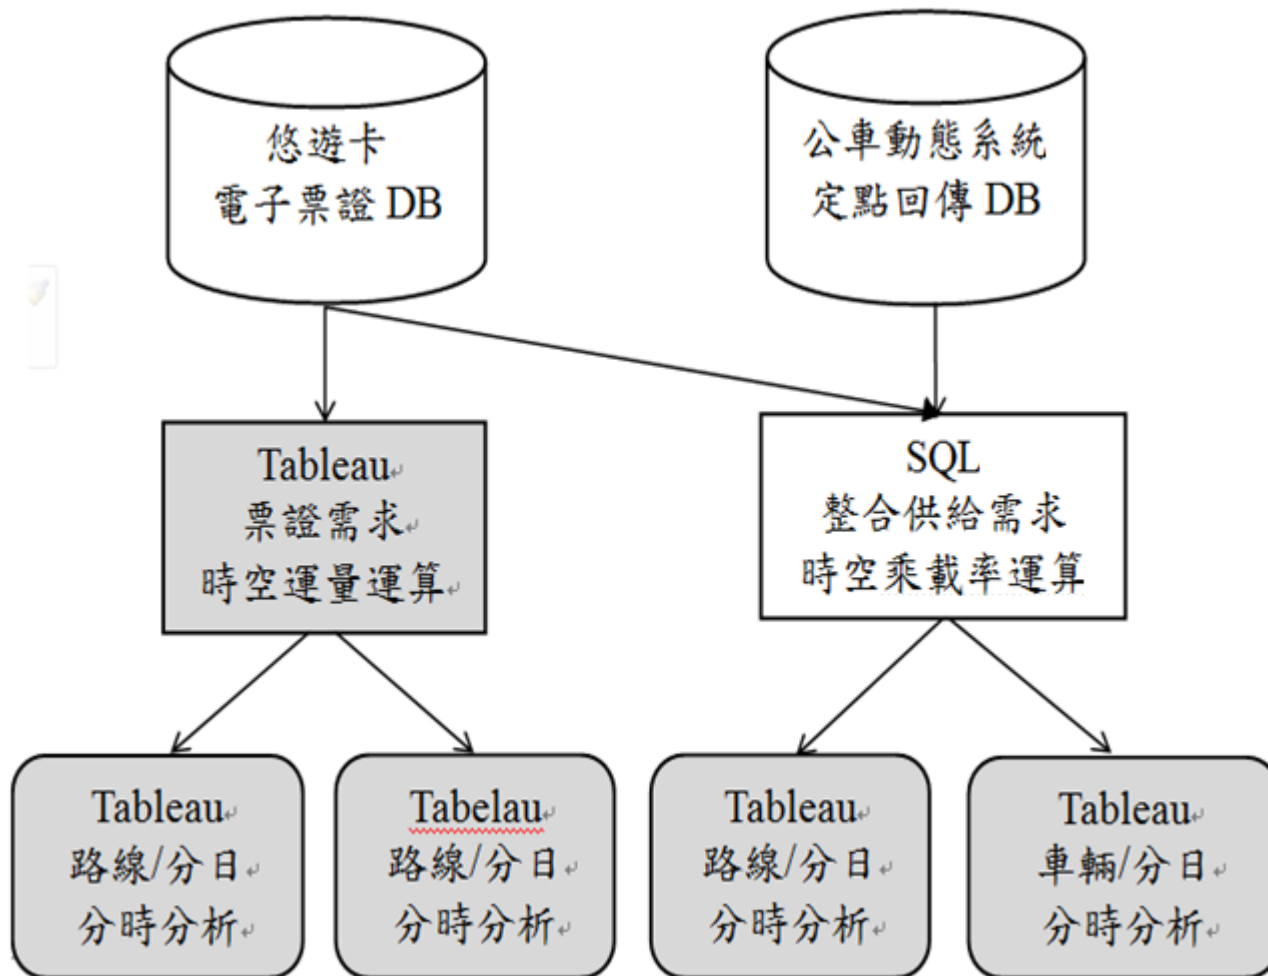 悠遊卡
電子票證 DB
公車動態系統
定點回傳 DB
Tableau
票證需求
時空運量運算
SQL
整合供給需求
時空乘載率運算
Tableau
路線/分日
分時分析
Tabelau
路線/分日
分時分析
Tableau
路線/分日
分時分析
Tableau
車輛/分日
分時分析